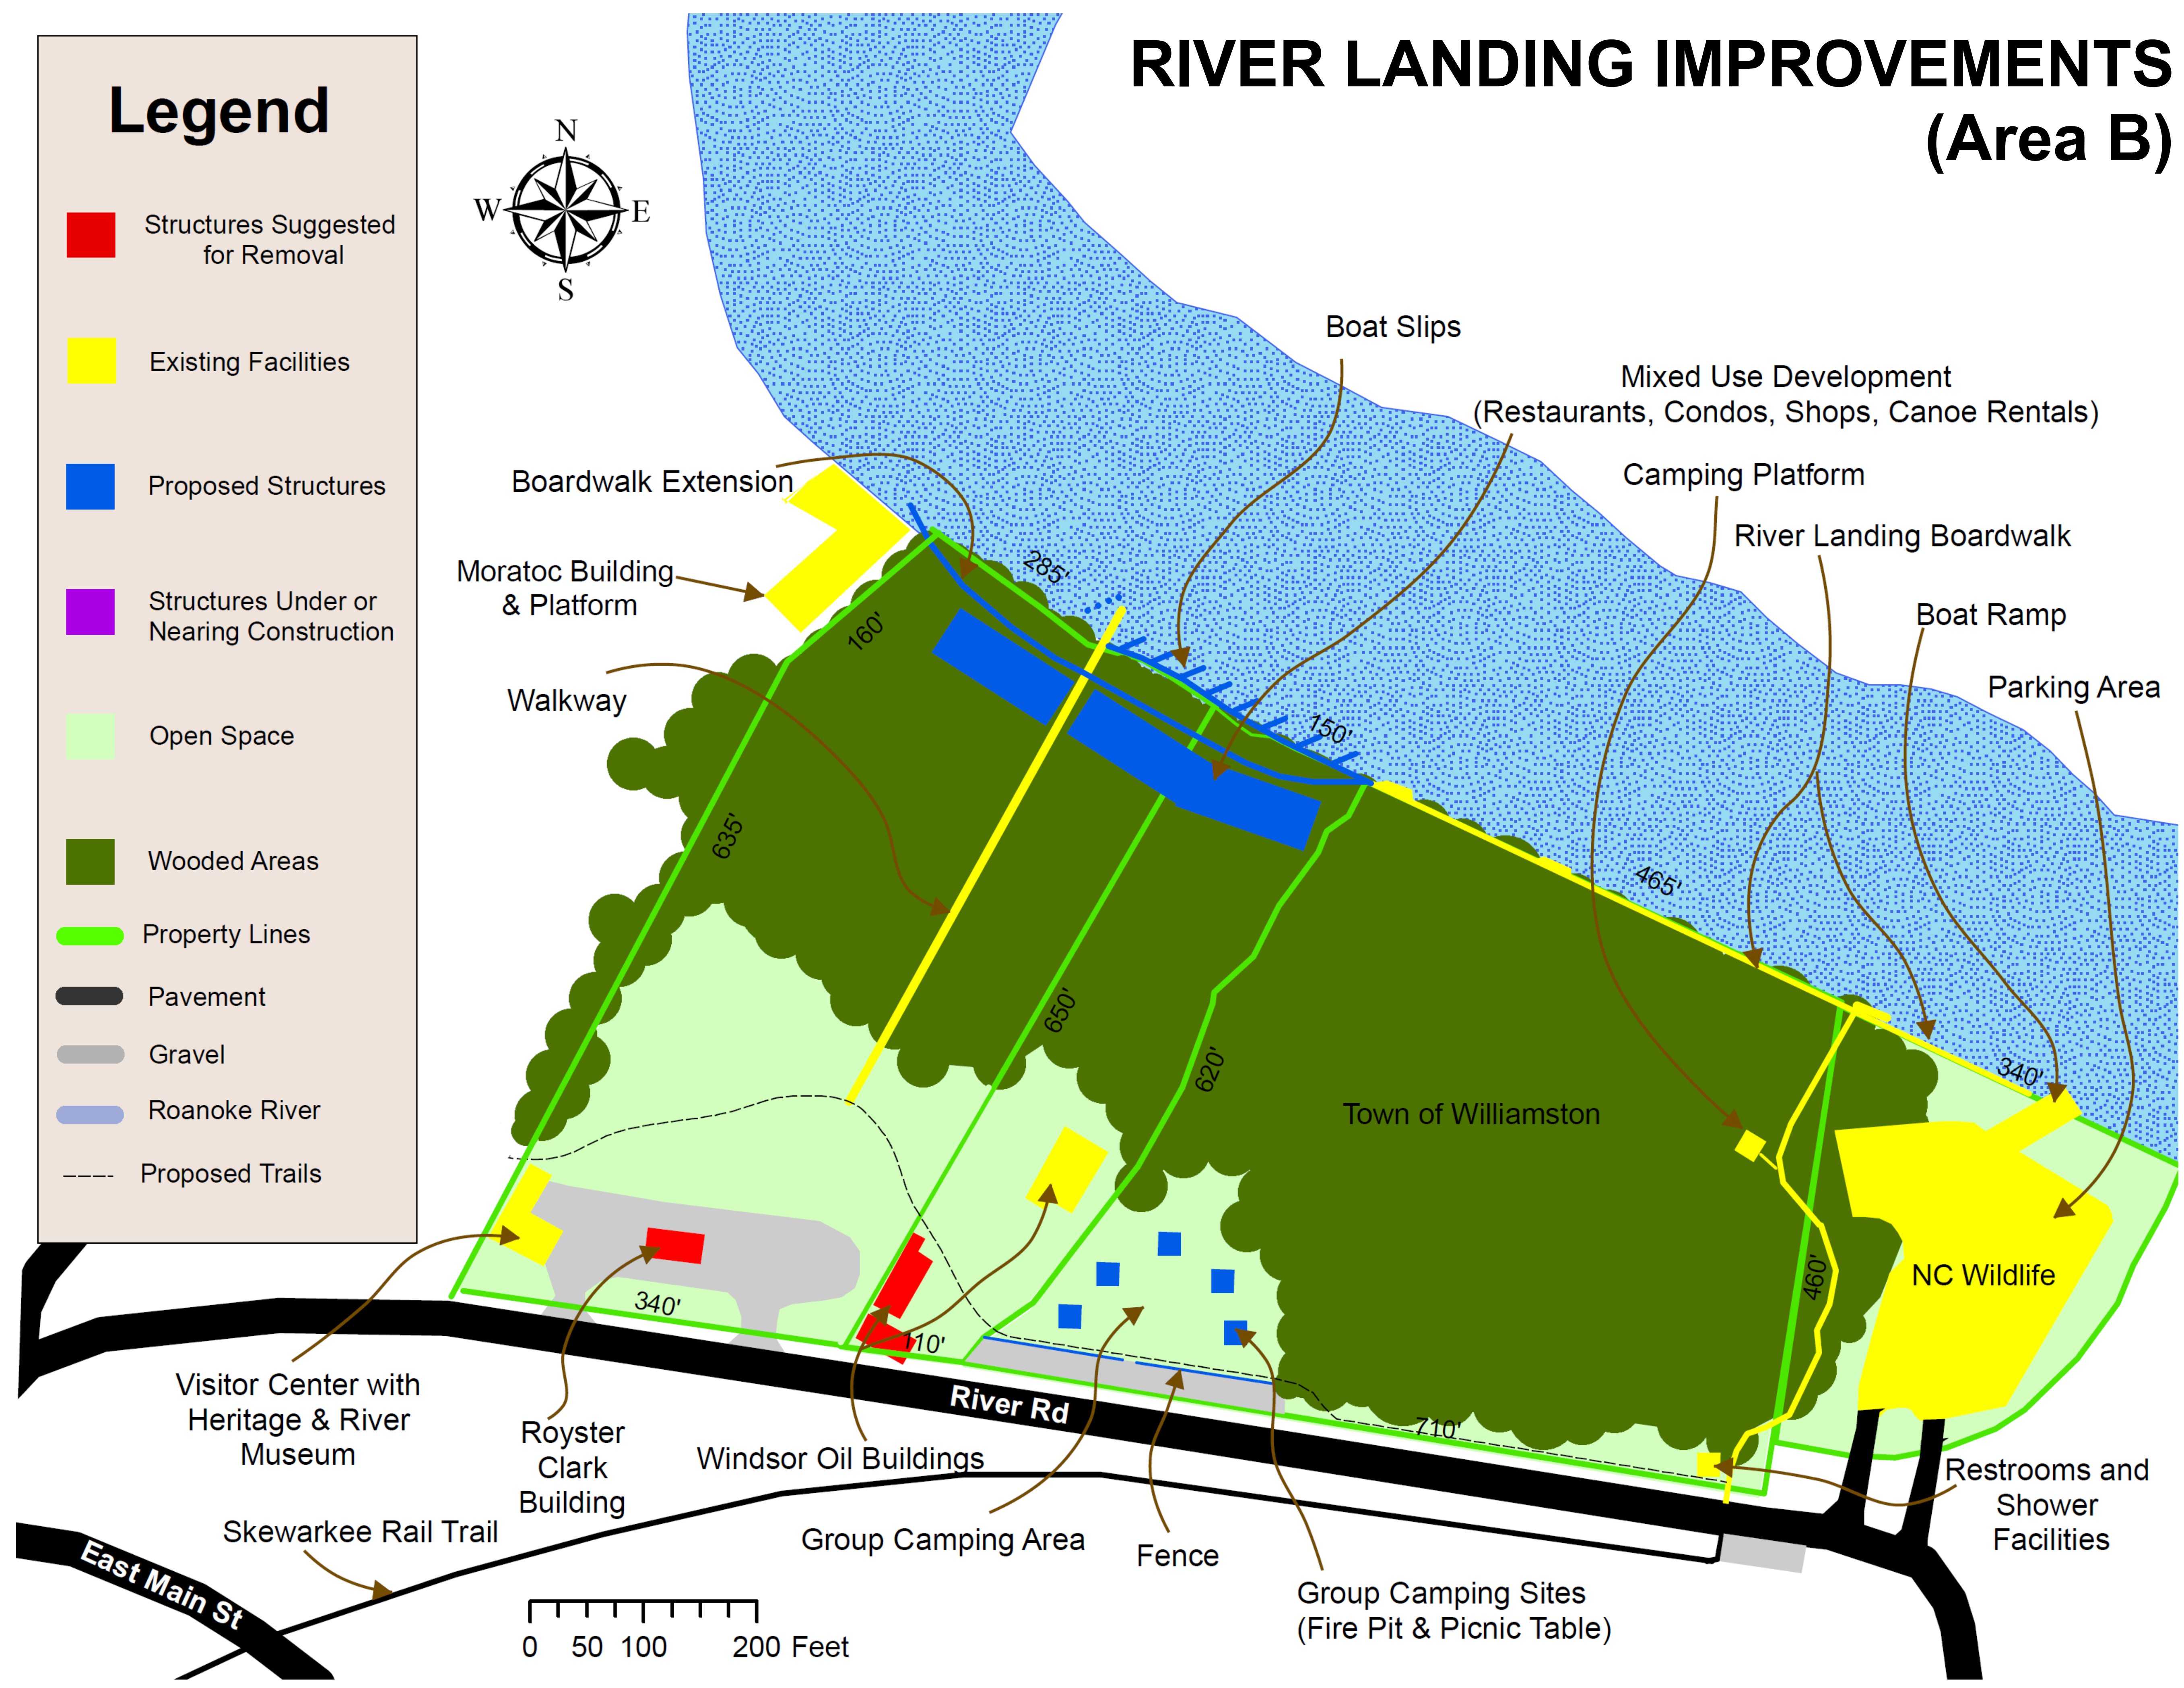 RIVER LANDING IMPROVEMENTS
(Area B)
Legend
Structures Suggested
for Removal
Existing Facilities
Proposed Structures
Structures Under or
Nearing Construction
Open Space
Wooded Areas
Property Lines
Pavement
Gravel
Roanoke River
Proposed Trails
N
W
E
S
Boat Slips
Mixed Use Development
(Restaurants, Condos, Shops, Canoe Rentals)
Camping Platform
River Landing Boardwalk
Boat Ramp
Parking Area
Boardwalk Extension
Moratoc Building
& Platform
Walkway
285'
160'
150'
635'
465'
650'
620'
340'
Town of Williamston
460'
NC Wildlife
340'
110'
710'
River Rd
Visitor Center with
Heritage & River
Museum
Royster
Clark
Building
Windsor Oil Buildings
Group Camping Area
Fence
Group Camping Sites
(Fire Pit & Picnic Table)
Restrooms and
Shower
Facilities
Skewarkee Rail Trail
East Main St
0 50 100 200 Feet